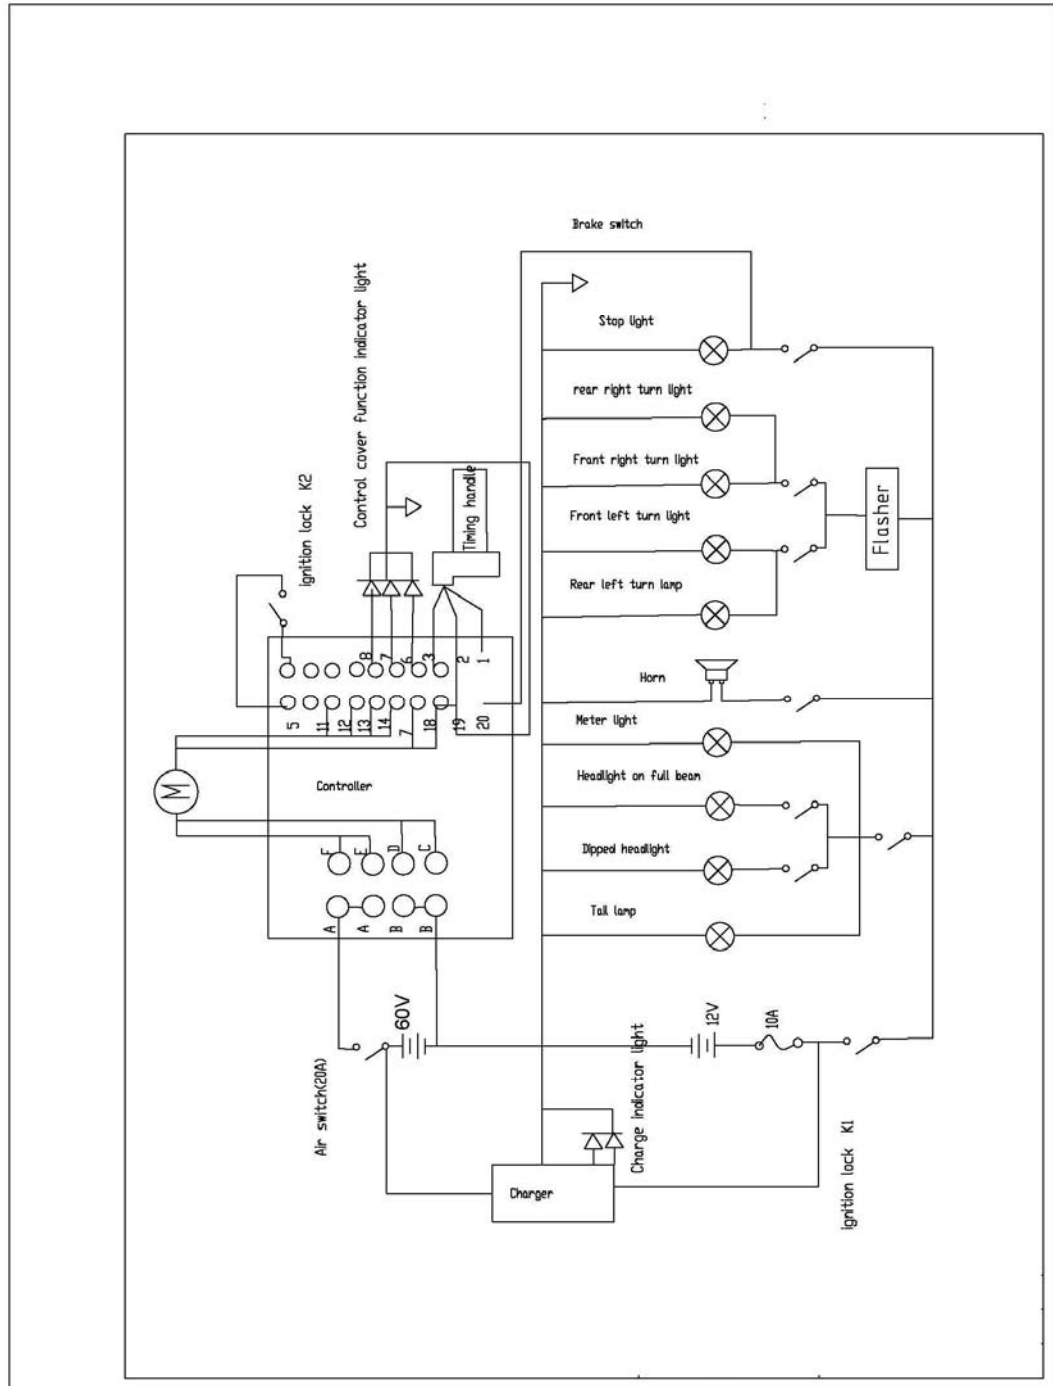 Brake switch
Control cover function indicator light
Stop light
rear right turn light
ignition lock K2
Front right turn light
Timing handle
Front left turn light
Flasher
Rear left turn lamp
8
7
6
3
2
1
Horn
5
11
12
13
14
7
18
19
20
Meter light
M
Controller
Headlight on full beam
F
E
D
C
Dipped headlight
A
A
B
B
Tail lamp
60V
12V
10A
Air switch(20A)
Charge indicator light
Charger
ignition lock K1